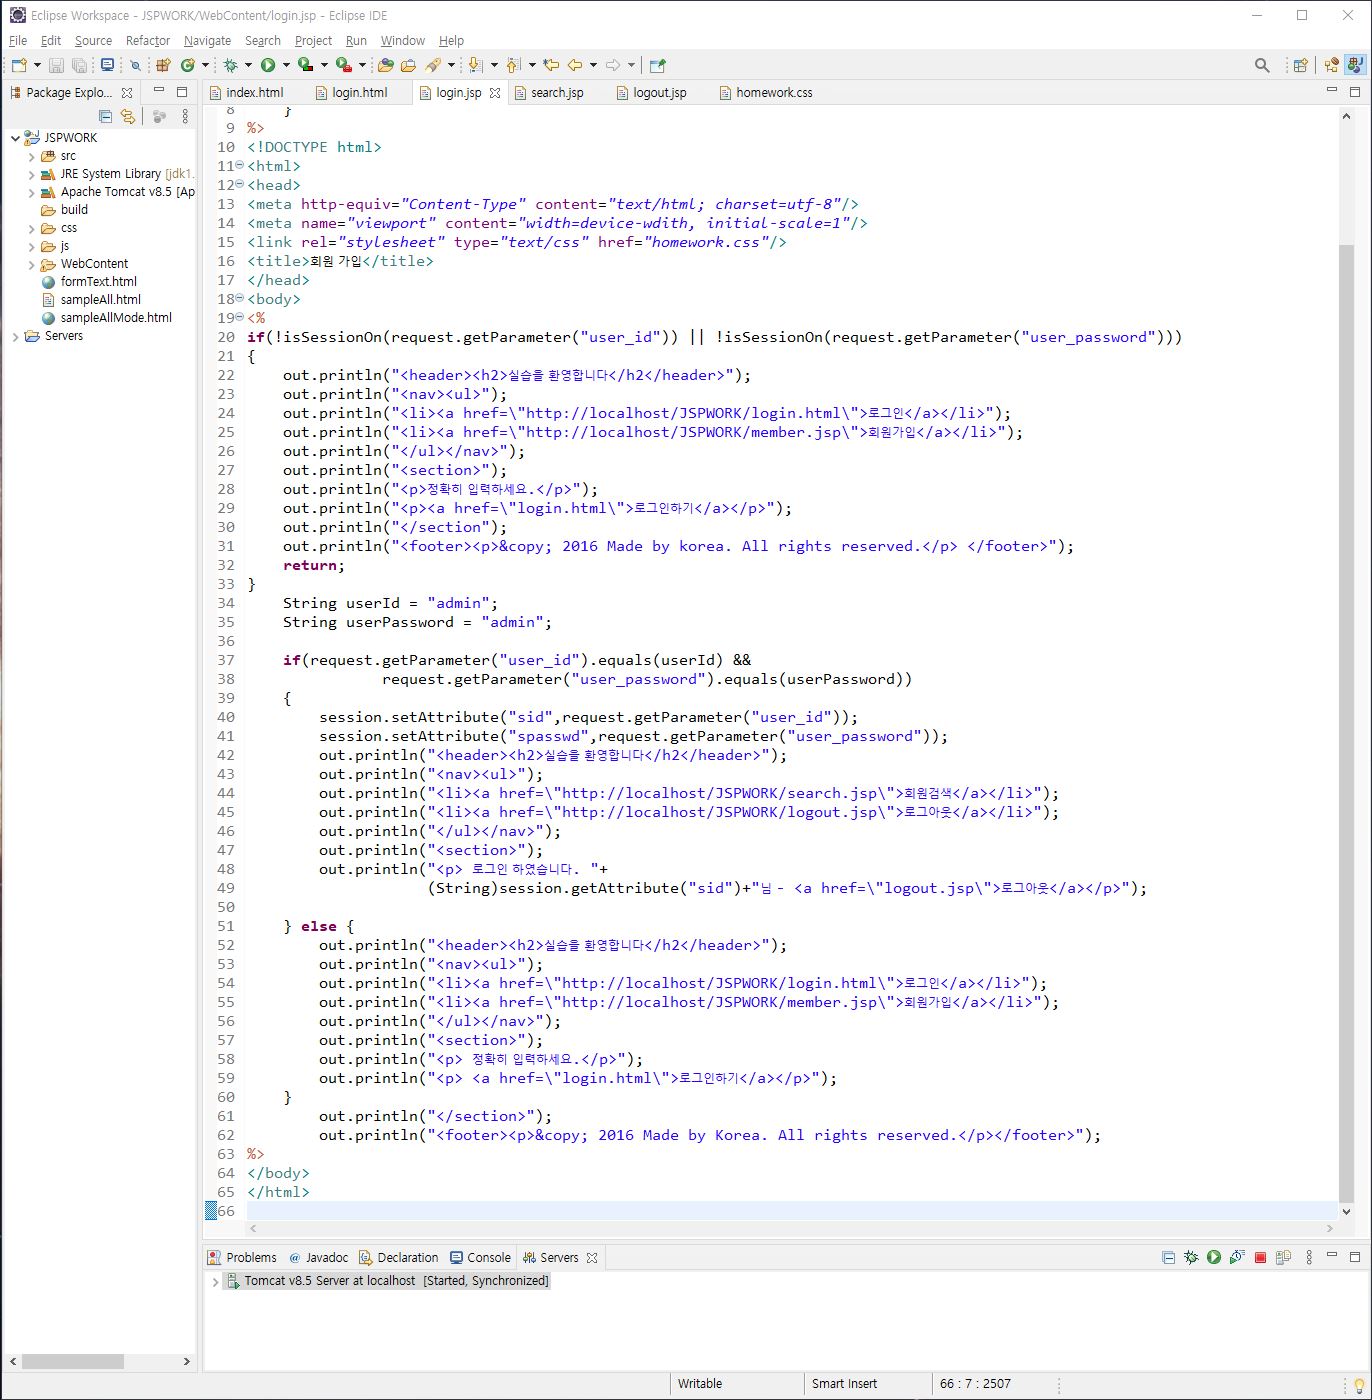 Eclipse Workspace - JSPWORK/WebContent/login.jsp - Eclipse IDE
File Edit Source Refactor Navigate Search Project Run Window Help
Package Explo...
index.html login.html login.jsp search.jsp logout.jsp homework.css
JSPWORK
src
JRE System Library [jdk1.
Apache Tomcat v8.5 [Ap
build
css
js
WebContent
formText.html
sampleAll.html
sampleAllMode.html
Servers
8     }
9 %>
10 <!DOCTYPE html>
11 <html>
12 <head>
13 <meta http-equiv="Content-Type" content="text/html; charset=utf-8"/>
14 <meta name="viewport" content="width=device-wdith, initial-scale=1"/>
15 <link rel="stylesheet" type="text/css" href="homework.css"/>
16 <title>회원 가입</title>
17 </head>
18 <body>
19 <%
20 if(!isSessionOn(request.getParameter("user_id")) || !isSessionOn(request.getParameter("user_password")))
21 {
22     out.println("<header><h2>실습을 환영합니다</h2</header>");
23     out.println("<nav><ul>");
24     out.println("<li><a href=\"http://localhost/JSPWORK/login.html\">로그인</a></li>");
25     out.println("<li><a href=\"http://localhost/JSPWORK/member.jsp\">회원가입</a></li>");
26     out.println("</ul></nav>");
27     out.println("<section>");
28     out.println("<p>정확히 입력하세요.</p>");
29     out.println("<p><a href=\"login.html\">로그인하기</a></p>");
30     out.println("</section");
31     out.println("<footer><p>&copy; 2016 Made by korea. All rights reserved.</p> </footer>");
32     return;
33 }
34     String userId = "admin";
35     String userPassword = "admin";
36
37     if(request.getParameter("user_id").equals(userId) &&
38                request.getParameter("user_password").equals(userPassword))
39     {
40         session.setAttribute("sid",request.getParameter("user_id"));
41         session.setAttribute("spasswd",request.getParameter("user_password"));
42         out.println("<header><h2>실습을 환영합니다</h2</header>");
43         out.println("<nav><ul>");
44         out.println("<li><a href=\"http://localhost/JSPWORK/search.jsp\">회원검색</a></li>");
45         out.println("<li><a href=\"http://localhost/JSPWORK/logout.jsp\">로그아웃</a></li>");
46         out.println("</ul></nav>");
47         out.println("<section>");
48         out.println("<p> 로그인 하였습니다. "+
49                     (String)session.getAttribute("sid")+"님 - <a href=\"logout.jsp\">로그아웃</a></p>");
50
51     } else {
52         out.println("<header><h2>실습을 환영합니다</h2</header>");
53         out.println("<nav><ul>");
54         out.println("<li><a href=\"http://localhost/JSPWORK/login.html\">로그인</a></li>");
55         out.println("<li><a href=\"http://localhost/JSPWORK/member.jsp\">회원가입</a></li>");
56         out.println("</ul></nav>");
57         out.println("<section>");
58         out.println("<p> 정확히 입력하세요.</p>");
59         out.println("<p> <a href=\"login.html\">로그인하기</a></p>");
60     }
61         out.println("</section>");
62         out.println("<footer><p>&copy; 2016 Made by Korea. All rights reserved.</p></footer>");
63 %>
64 </body>
65 </html>
66
Problems Javadoc Declaration Console Servers
Tomcat v8.5 Server at localhost [Started, Synchronized]
Writable Smart Insert 66 : 7 : 2507